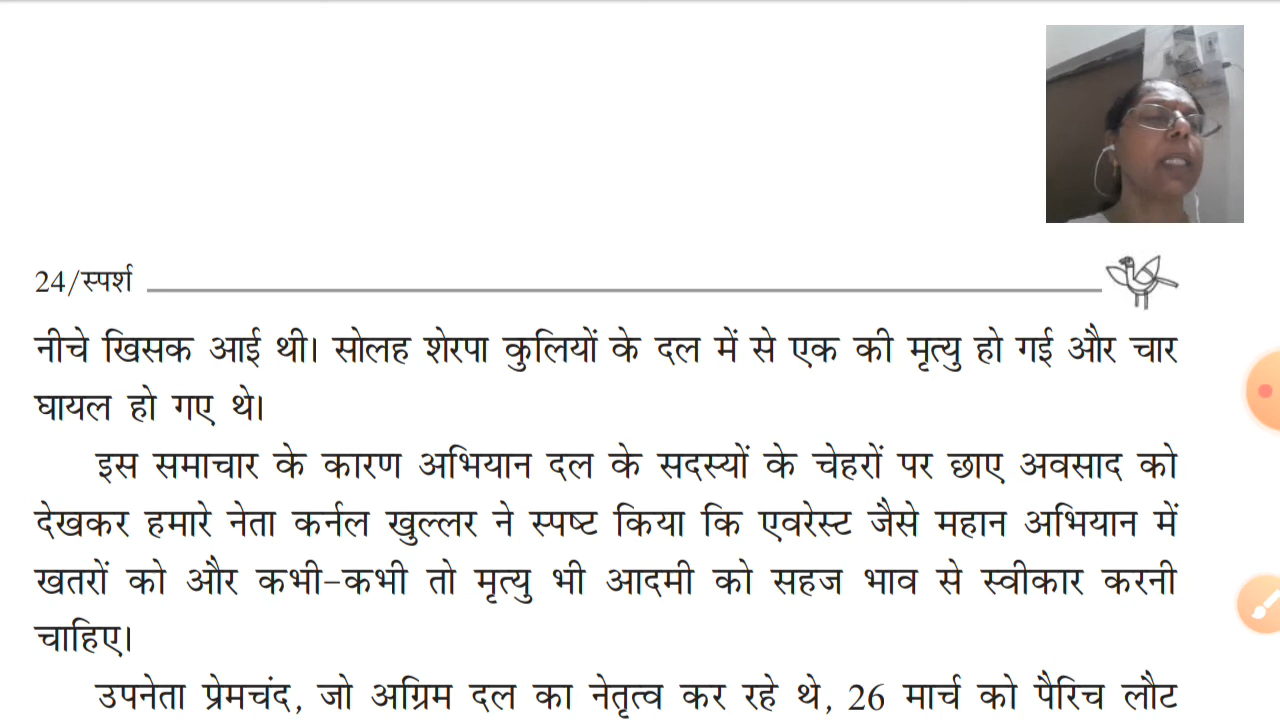 24/स्पर्श
नीचे खिसक आई थी। सोलह शेरपा कुलियों के दल में से एक की मृत्यु हो गई और चार
घायल हो गए थे।
इस समाचार के कारण अभियान दल के सदस्यों के चेहरों पर छाए अवसाद को
देखकर हमारे नेता कर्नल खुल्लर ने स्पष्ट किया कि एवरेस्ट जैसे महान अभियान में
खतरों को और कभी-कभी तो मृत्यु भी आदमी को सहज भाव से स्वीकार करनी
चाहिए।
उपनेता प्रेमचंद, जो अग्रिम दल का नेतृत्व कर रहे थे, 26 मार्च को पैरिच लौट